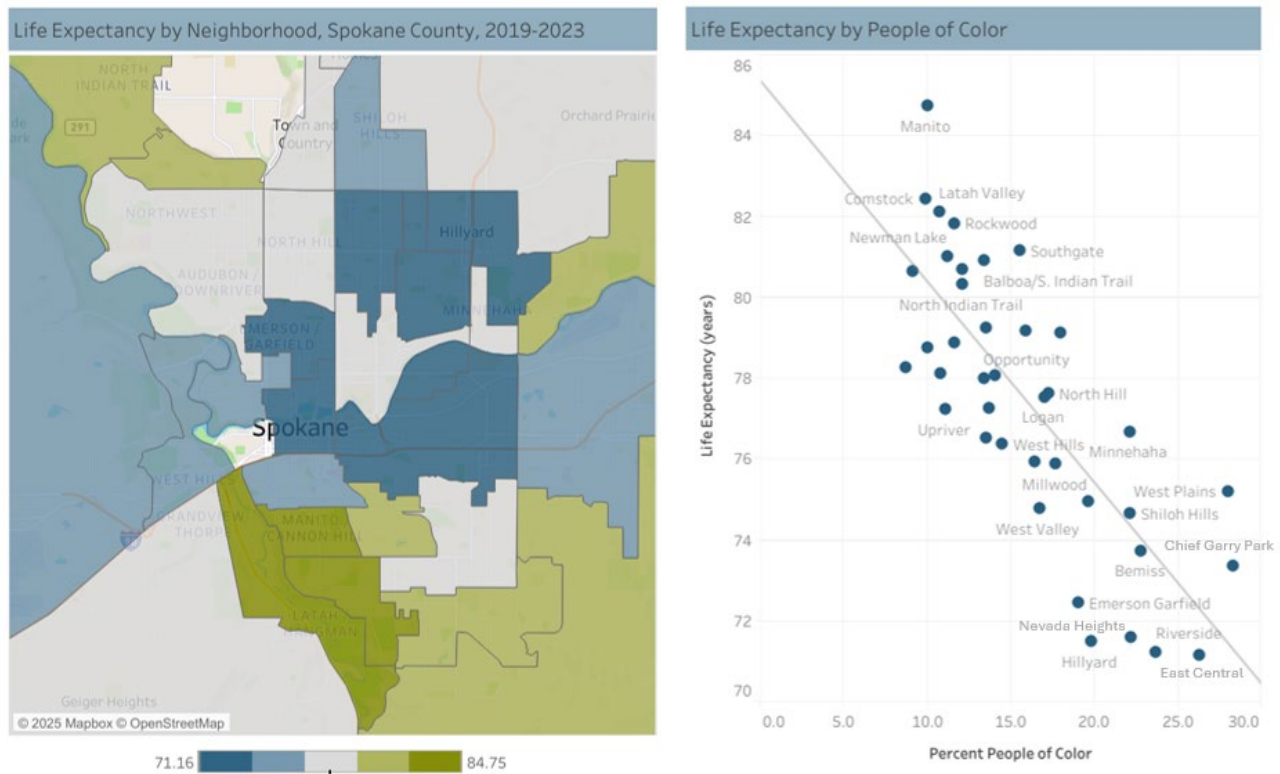 Life Expectancy by Neighborhood, Spokane County, 2019-2023
NORTH
INDIAN TRAIL
291
Town and
Country
SHILOH
HILLS
Orchard Prairie
NORTHWEST
NORTH HILL
Hillyard
AUDUBON /
DOWNRIVER
MINNEHAHA
EMERSON /
GARFIELD
Spokane
WEST HILLS
GRANDVIEW
THORPE
MANITO
CANNON HILL
LATAH /
HANGMAN
Geiger Heights
© 2025 Mapbox © OpenStreetMap
71.16
84.75
Life Expectancy by People of Color
Life Expectancy (years)
86
84
82
80
78
76
74
72
70
Manito
Comstock
Latah Valley
Rockwood
Newman Lake
Southgate
Balboa/S. Indian Trail
North Indian Trail
Opportunity
North Hill
Logan
Upriver
West Hills
Minnehaha
Millwood
West Plains
Shiloh Hills
West Valley
Chief Garry Park
Bemiss
Emerson Garfield
Nevada Heights
Riverside
Hillyard
East Central
0.0
5.0
10.0
15.0
20.0
25.0
30.0
Percent People of Color